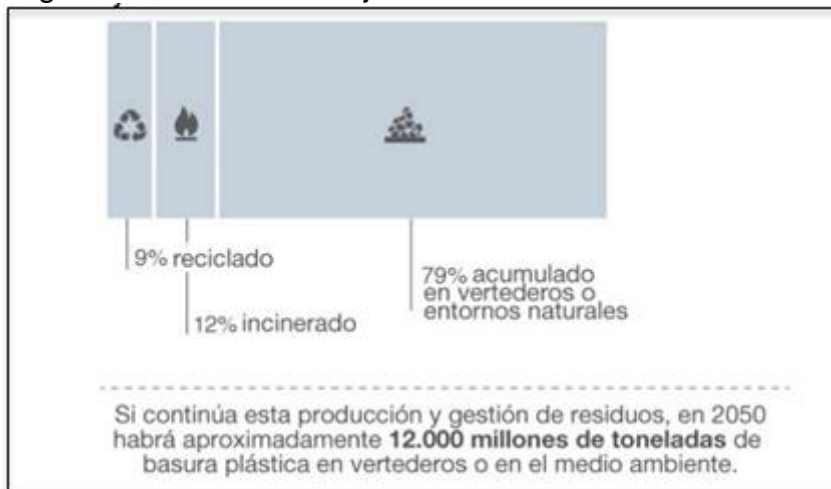 9% reciclado
12% incinerado
79% acumulado
en vertederos o
entornos naturales
Si continúa esta producción y gestión de residuos, en 2050
habrá aproximadamente 12.000 millones de toneladas de
basura plástica en vertederos o en el medio ambiente.